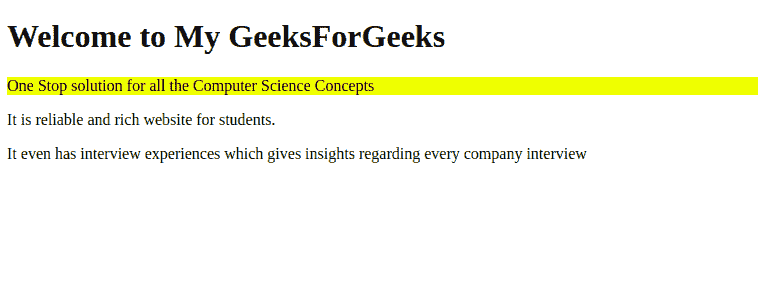 Welcome to My GeeksForGeeks
One Stop solution for all the Computer Science Concepts
It is reliable and rich website for students.
It even has interview experiences which gives insights regarding every company interview